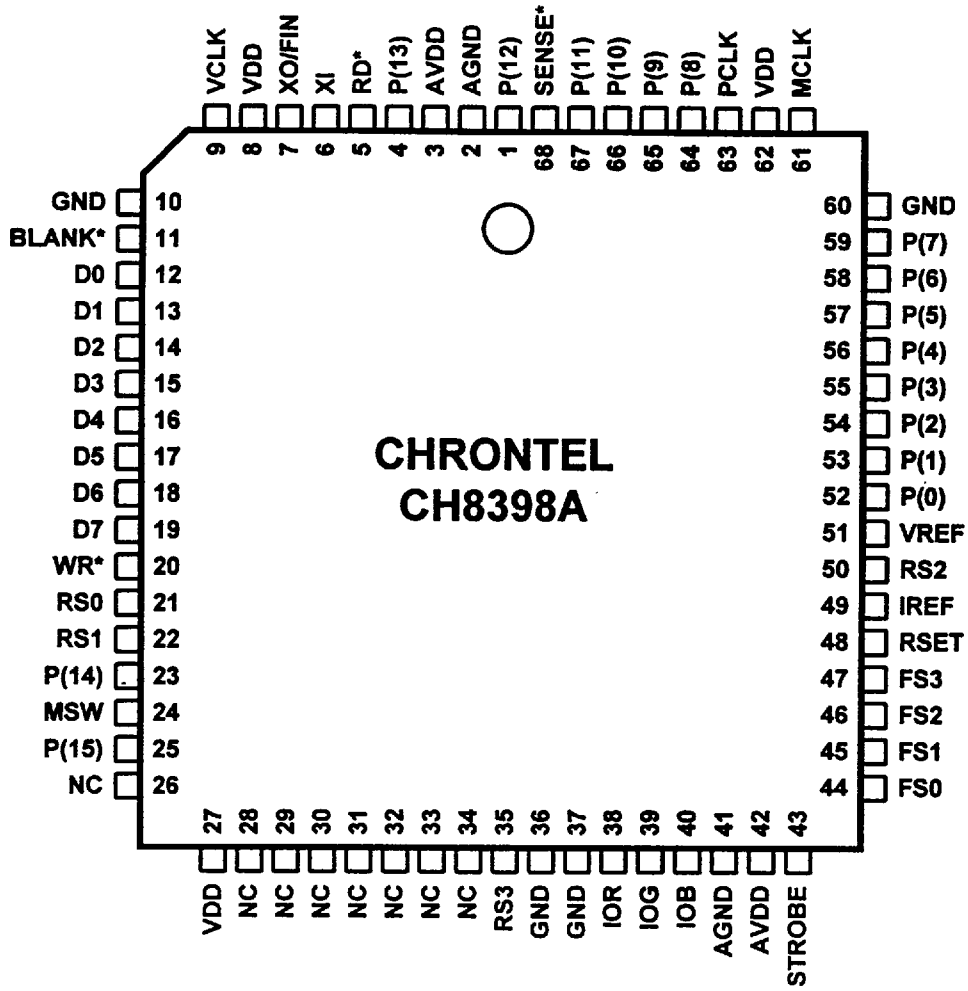 VCLK
VDD
XO/FIN
XI
RD*
P(13)
AVDD
AGND
P(12)
SENSE*
P(11)
P(10)
P(9)
P(8)
PCLK
VDD
MCLK
9
8
7
6
5
4
3
2
1
68
67
66
65
64
63
62
61
GND 10
BLANK* 11
D0 12
D1 13
D2 14
D3 15
D4 16
D5 17
D6 18
D7 19
WR* 20
RS0 21
RS1 22
P(14) 23
MSW 24
P(15) 25
NC 26
CHRONTEL
CH8398A
60 GND
59 P(7)
58 P(6)
57 P(5)
56 P(4)
55 P(3)
54 P(2)
53 P(1)
52 P(0)
51 VREF
50 RS2
49 IREF
48 RSET
47 FS3
46 FS2
45 FS1
44 FS0
27
28
29
30
31
32
33
34
35
36
37
38
39
40
41
42
43
VDD
NC
NC
NC
NC
NC
NC
NC
RS3
GND
GND
IOR
IOG
IOB
AGND
AVDD
STROBE